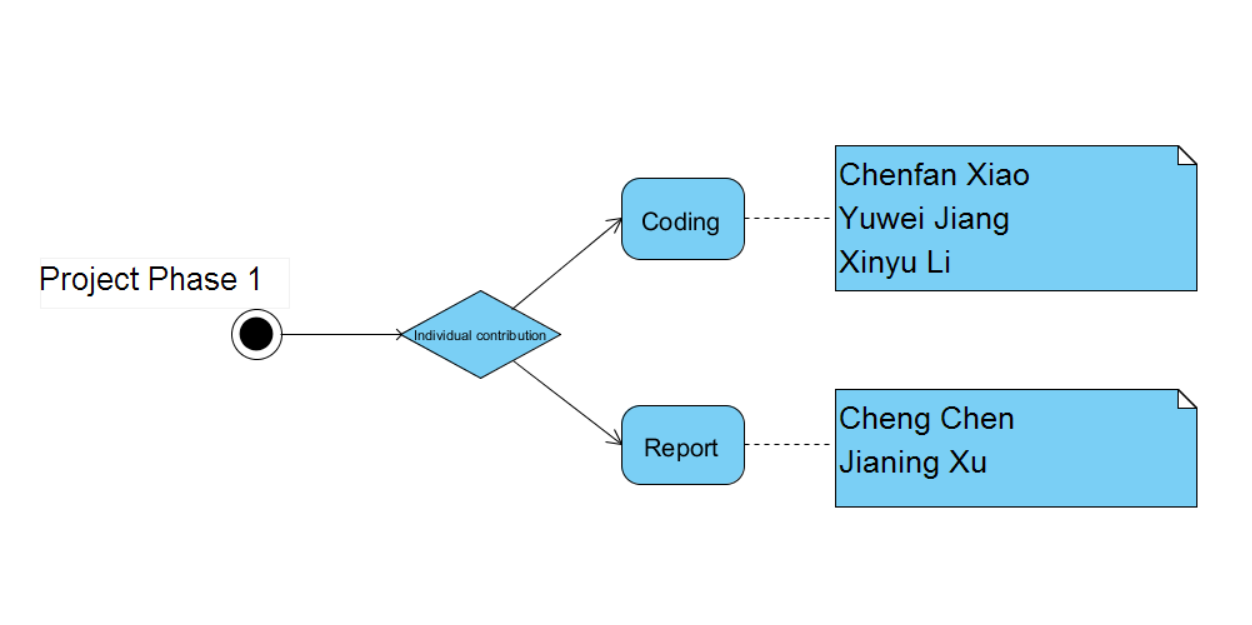 Project Phase 1
Individual contribution
Coding
Chenfan Xiao
Yuwei Jiang
Xinyu Li
Report
Cheng Chen
Jianing Xu